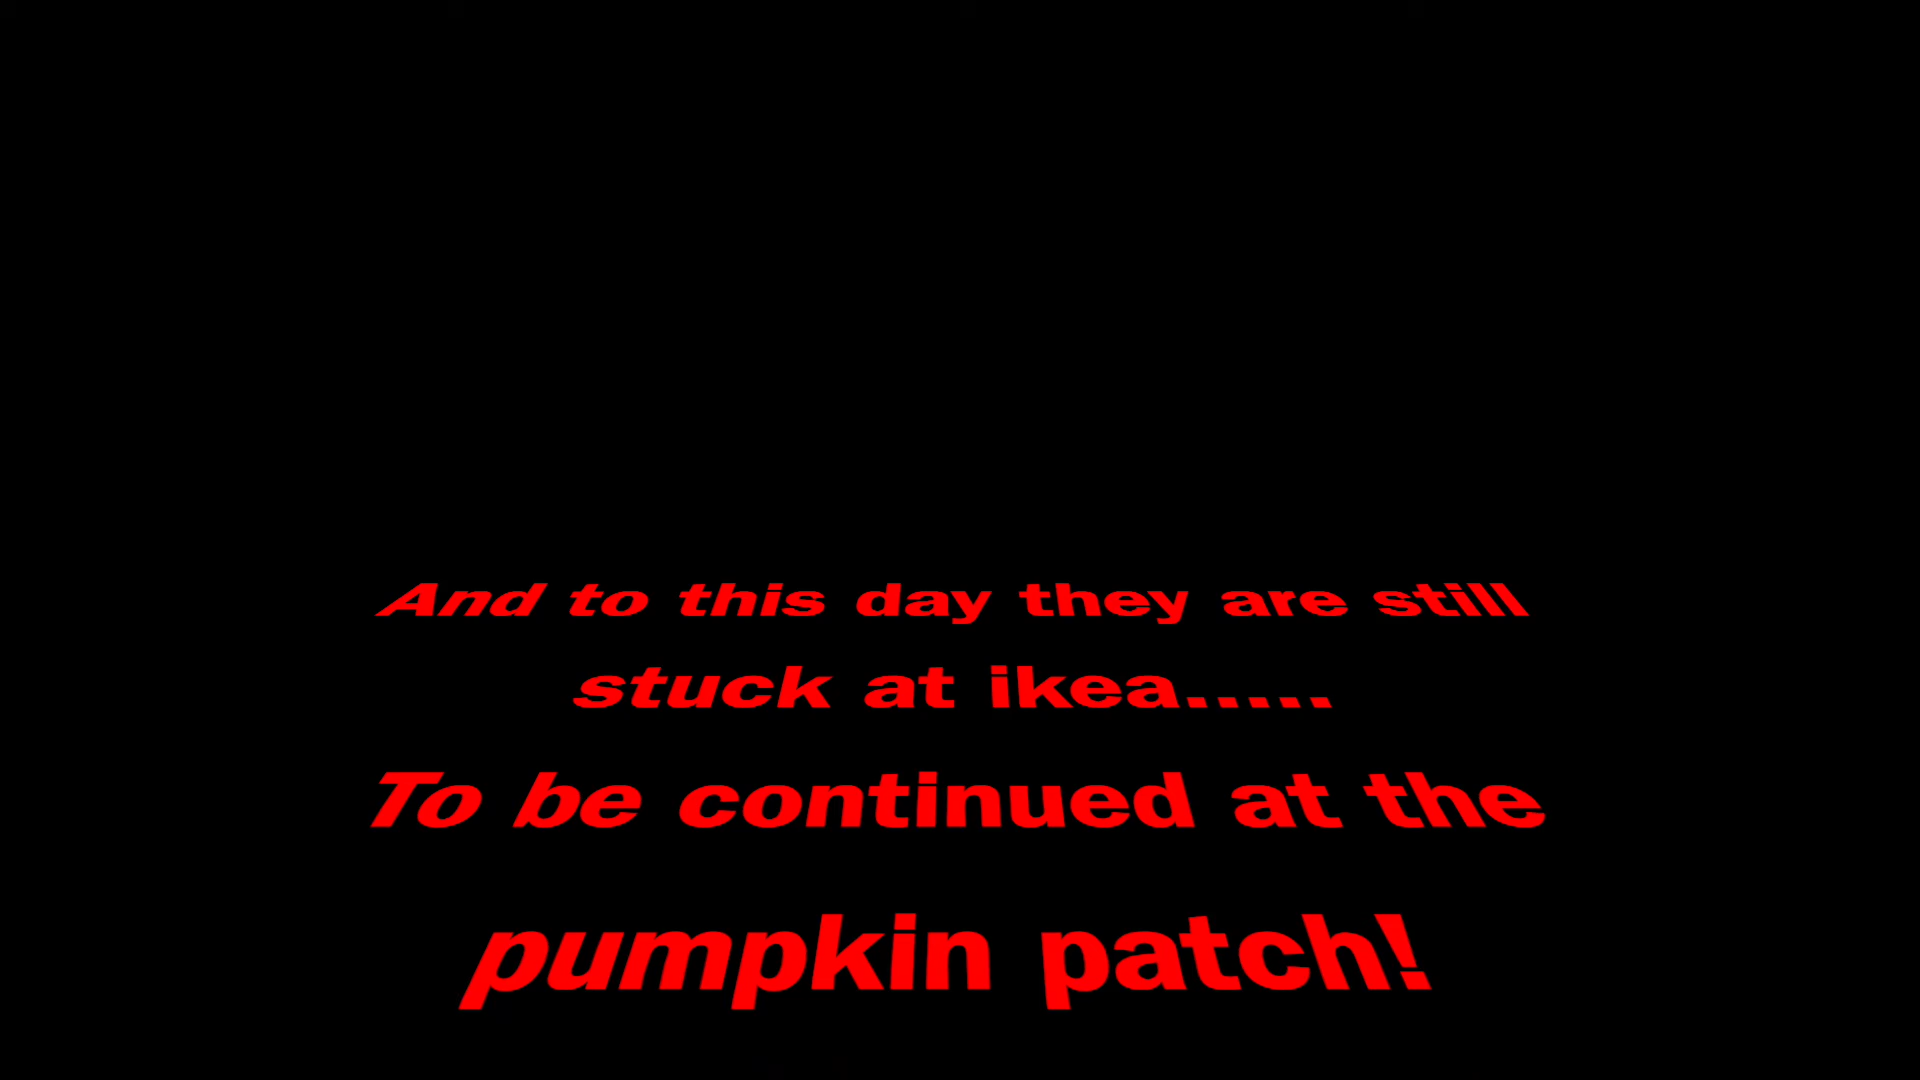 And to this day they are still
stuck at ikea.....
To be continued at the
pumpkin patch!